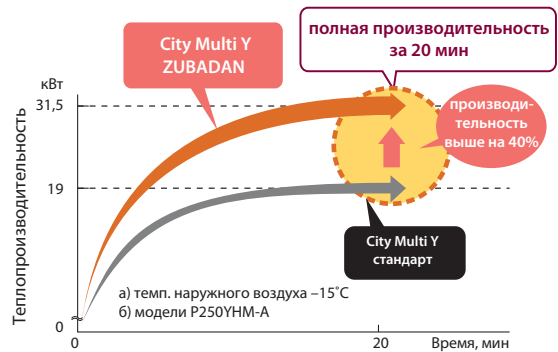 City Multi Y
ZUBADAN
полная производительность
за 20 мин
кВт
31,5
производи-
тельность
выше на 40%
Теплопроизводительность
19
City Multi Y
стандарт
а) темп. наружного воздуха –15˚С
б) модели P250YHM-A
0
0
20
Время, мин